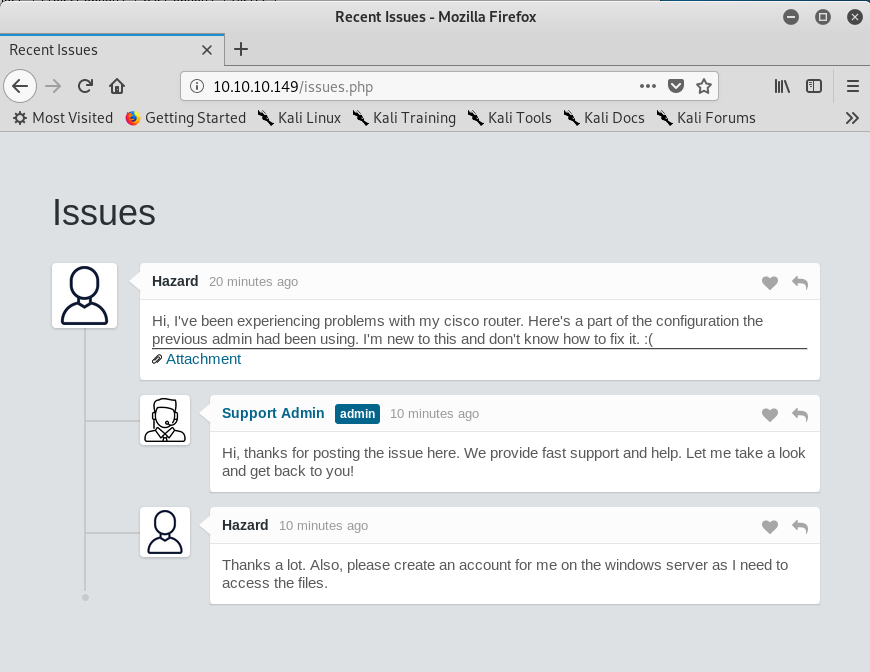 Recent Issues - Mozilla Firefox
Recent Issues
10.10.10.149/issues.php
Most Visited Getting Started Kali Linux Kali Training Kali Tools Kali Docs Kali Forums
Issues
Hazard 20 minutes ago
Hi, I've been experiencing problems with my cisco router. Here's a part of the configuration the
previous admin had been using. I'm new to this and don't know how to fix it. :(
Attachment
Support Admin admin 10 minutes ago
Hi, thanks for posting the issue here. We provide fast support and help. Let me take a look
and get back to you!
Hazard 10 minutes ago
Thanks a lot. Also, please create an account for me on the windows server as I need to
access the files.